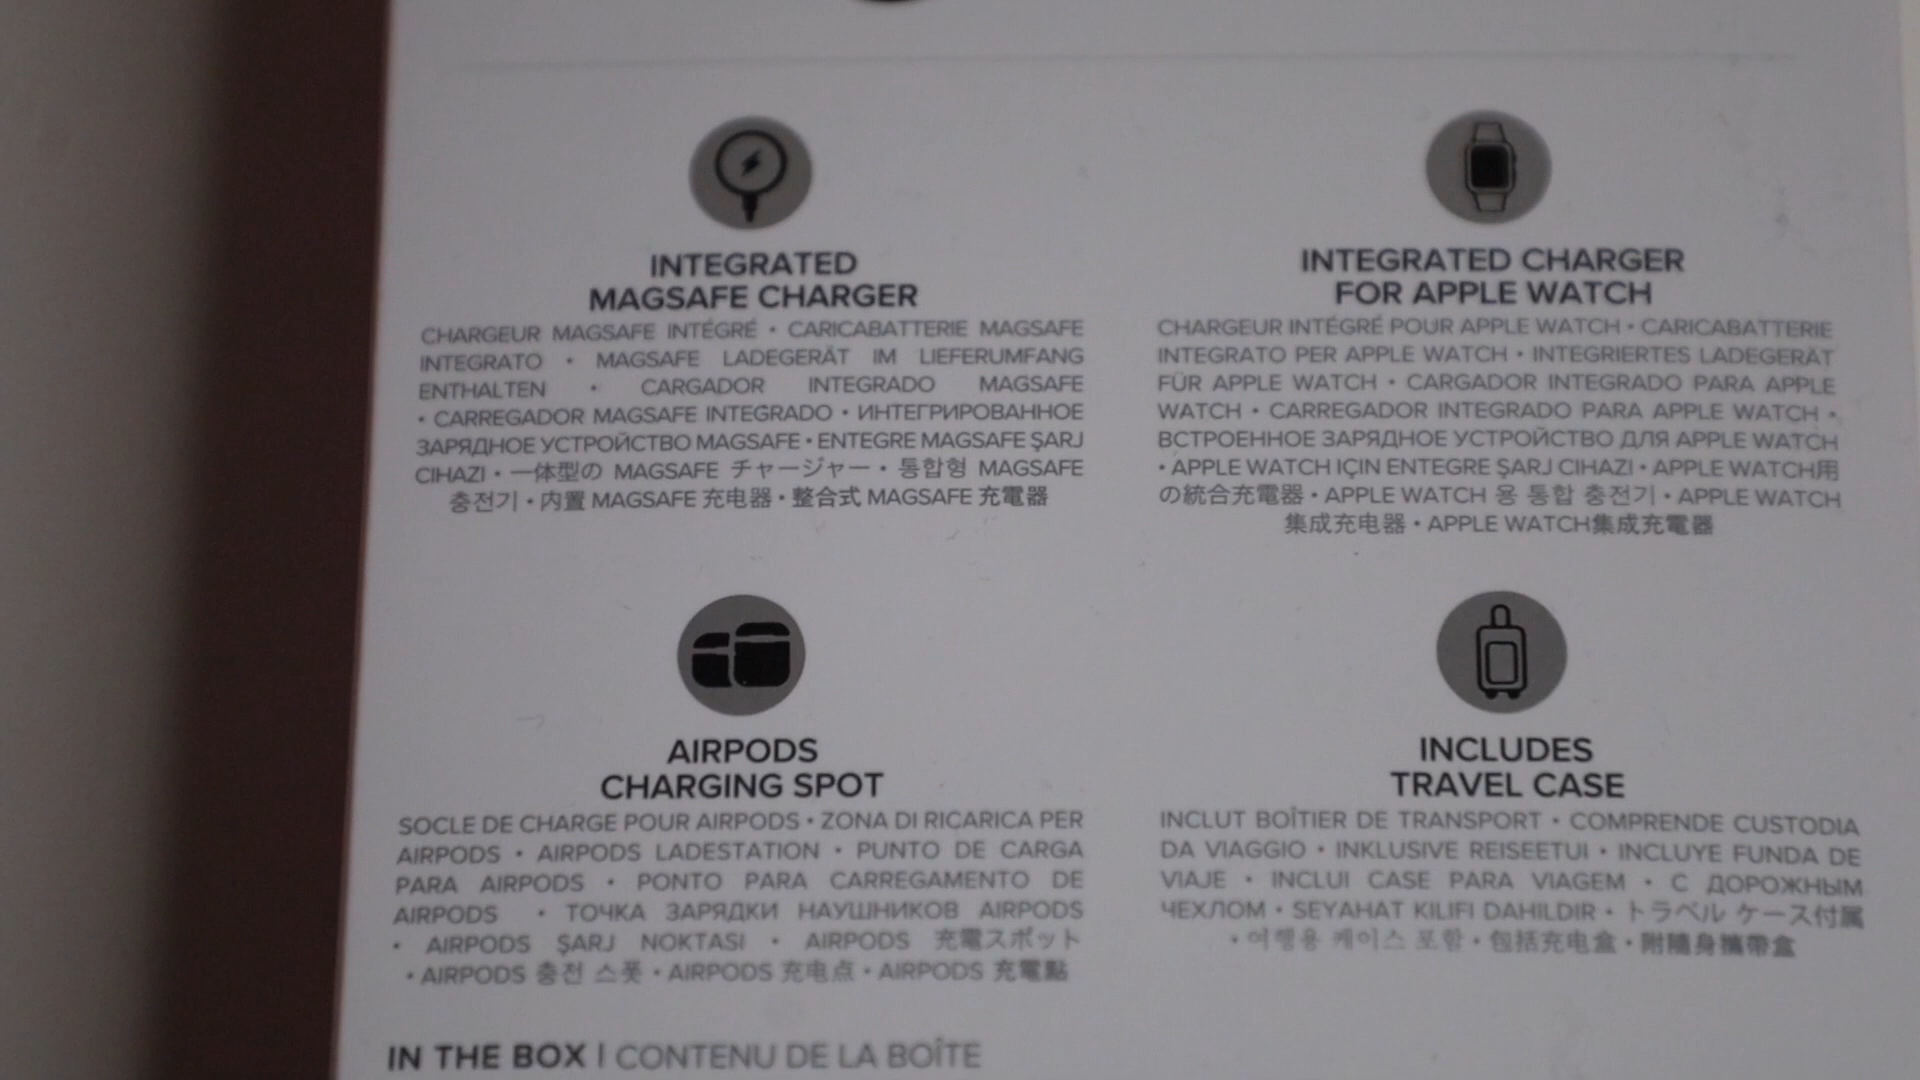 INTEGRATED
MAGSAFE CHARGER
CHARGEUR MAGSAFE INTÉGRÉ • CARICABATTERIE MAGSAFE
INTEGRATO • MAGSAFE LADEGERÄT IM LIEFERUMFANG
ENTHALTEN • CARGADOR INTEGRADO MAGSAFE
• CARREGADOR MAGSAFE INTEGRADO • ИНТЕГРИРОВАННОЕ
ЗАРЯДНОЕ УСТРОЙСТВО MAGSAFE • ENTEGRE MAGSAFE ŞARJ
CIHAZI • 一体型の MAGSAFE チャージャー • 통합형 MAGSAFE
충전기 • 内置 MAGSAFE 充电器 • 整合式 MAGSAFE 充電器
INTEGRATED CHARGER
FOR APPLE WATCH
CHARGEUR INTÉGRÉ POUR APPLE WATCH • CARICABATTERIE
INTEGRATO PER APPLE WATCH • INTEGRIERTES LADEGERÄT
FÜR APPLE WATCH • CARGADOR INTEGRADO PARA APPLE
WATCH • CARREGADOR INTEGRADO PARA APPLE WATCH •
ВСТРОЕННОЕ ЗАРЯДНОЕ УСТРОЙСТВО ДЛЯ APPLE WATCH
• APPLE WATCH IÇIN ENTEGRE ŞARJ CIHAZI • APPLE WATCH用
の統合充電器 • APPLE WATCH 용 통합 충전기 • APPLE WATCH
集成充电器 • APPLE WATCH集成充電器
AIRPODS
CHARGING SPOT
SOCLE DE CHARGE POUR AIRPODS • ZONA DI RICARICA PER
AIRPODS • AIRPODS LADESTATION • PUNTO DE CARGA
PARA AIRPODS • PONTO PARA CARREGAMENTO DE
AIRPODS • ТОЧКА ЗАРЯДКИ НАУШНИКОВ AIRPODS
• AIRPODS ŞARJ NOKTASI • AIRPODS 充電スポット
• AIRPODS 충전 스폿 • AIRPODS 充电点 • AIRPODS 充電點
INCLUDES
TRAVEL CASE
INCLUT BOÎTIER DE TRANSPORT • COMPRENDE CUSTODIA
DA VIAGGIO • INKLUSIVE REISEETUI • INCLUYE FUNDA DE
VIAJE • INCLUI CASE PARA VIAGEM • С ДОРОЖНЫМ
ЧЕХЛОМ • SEYAHAT KILIFI DAHILDIR • トラベル ケース付属
• 여행용 케이스 포함 • 包括充电盒 • 附隨身攜帶盒
IN THE BOX | CONTENU DE LA BOÎTE